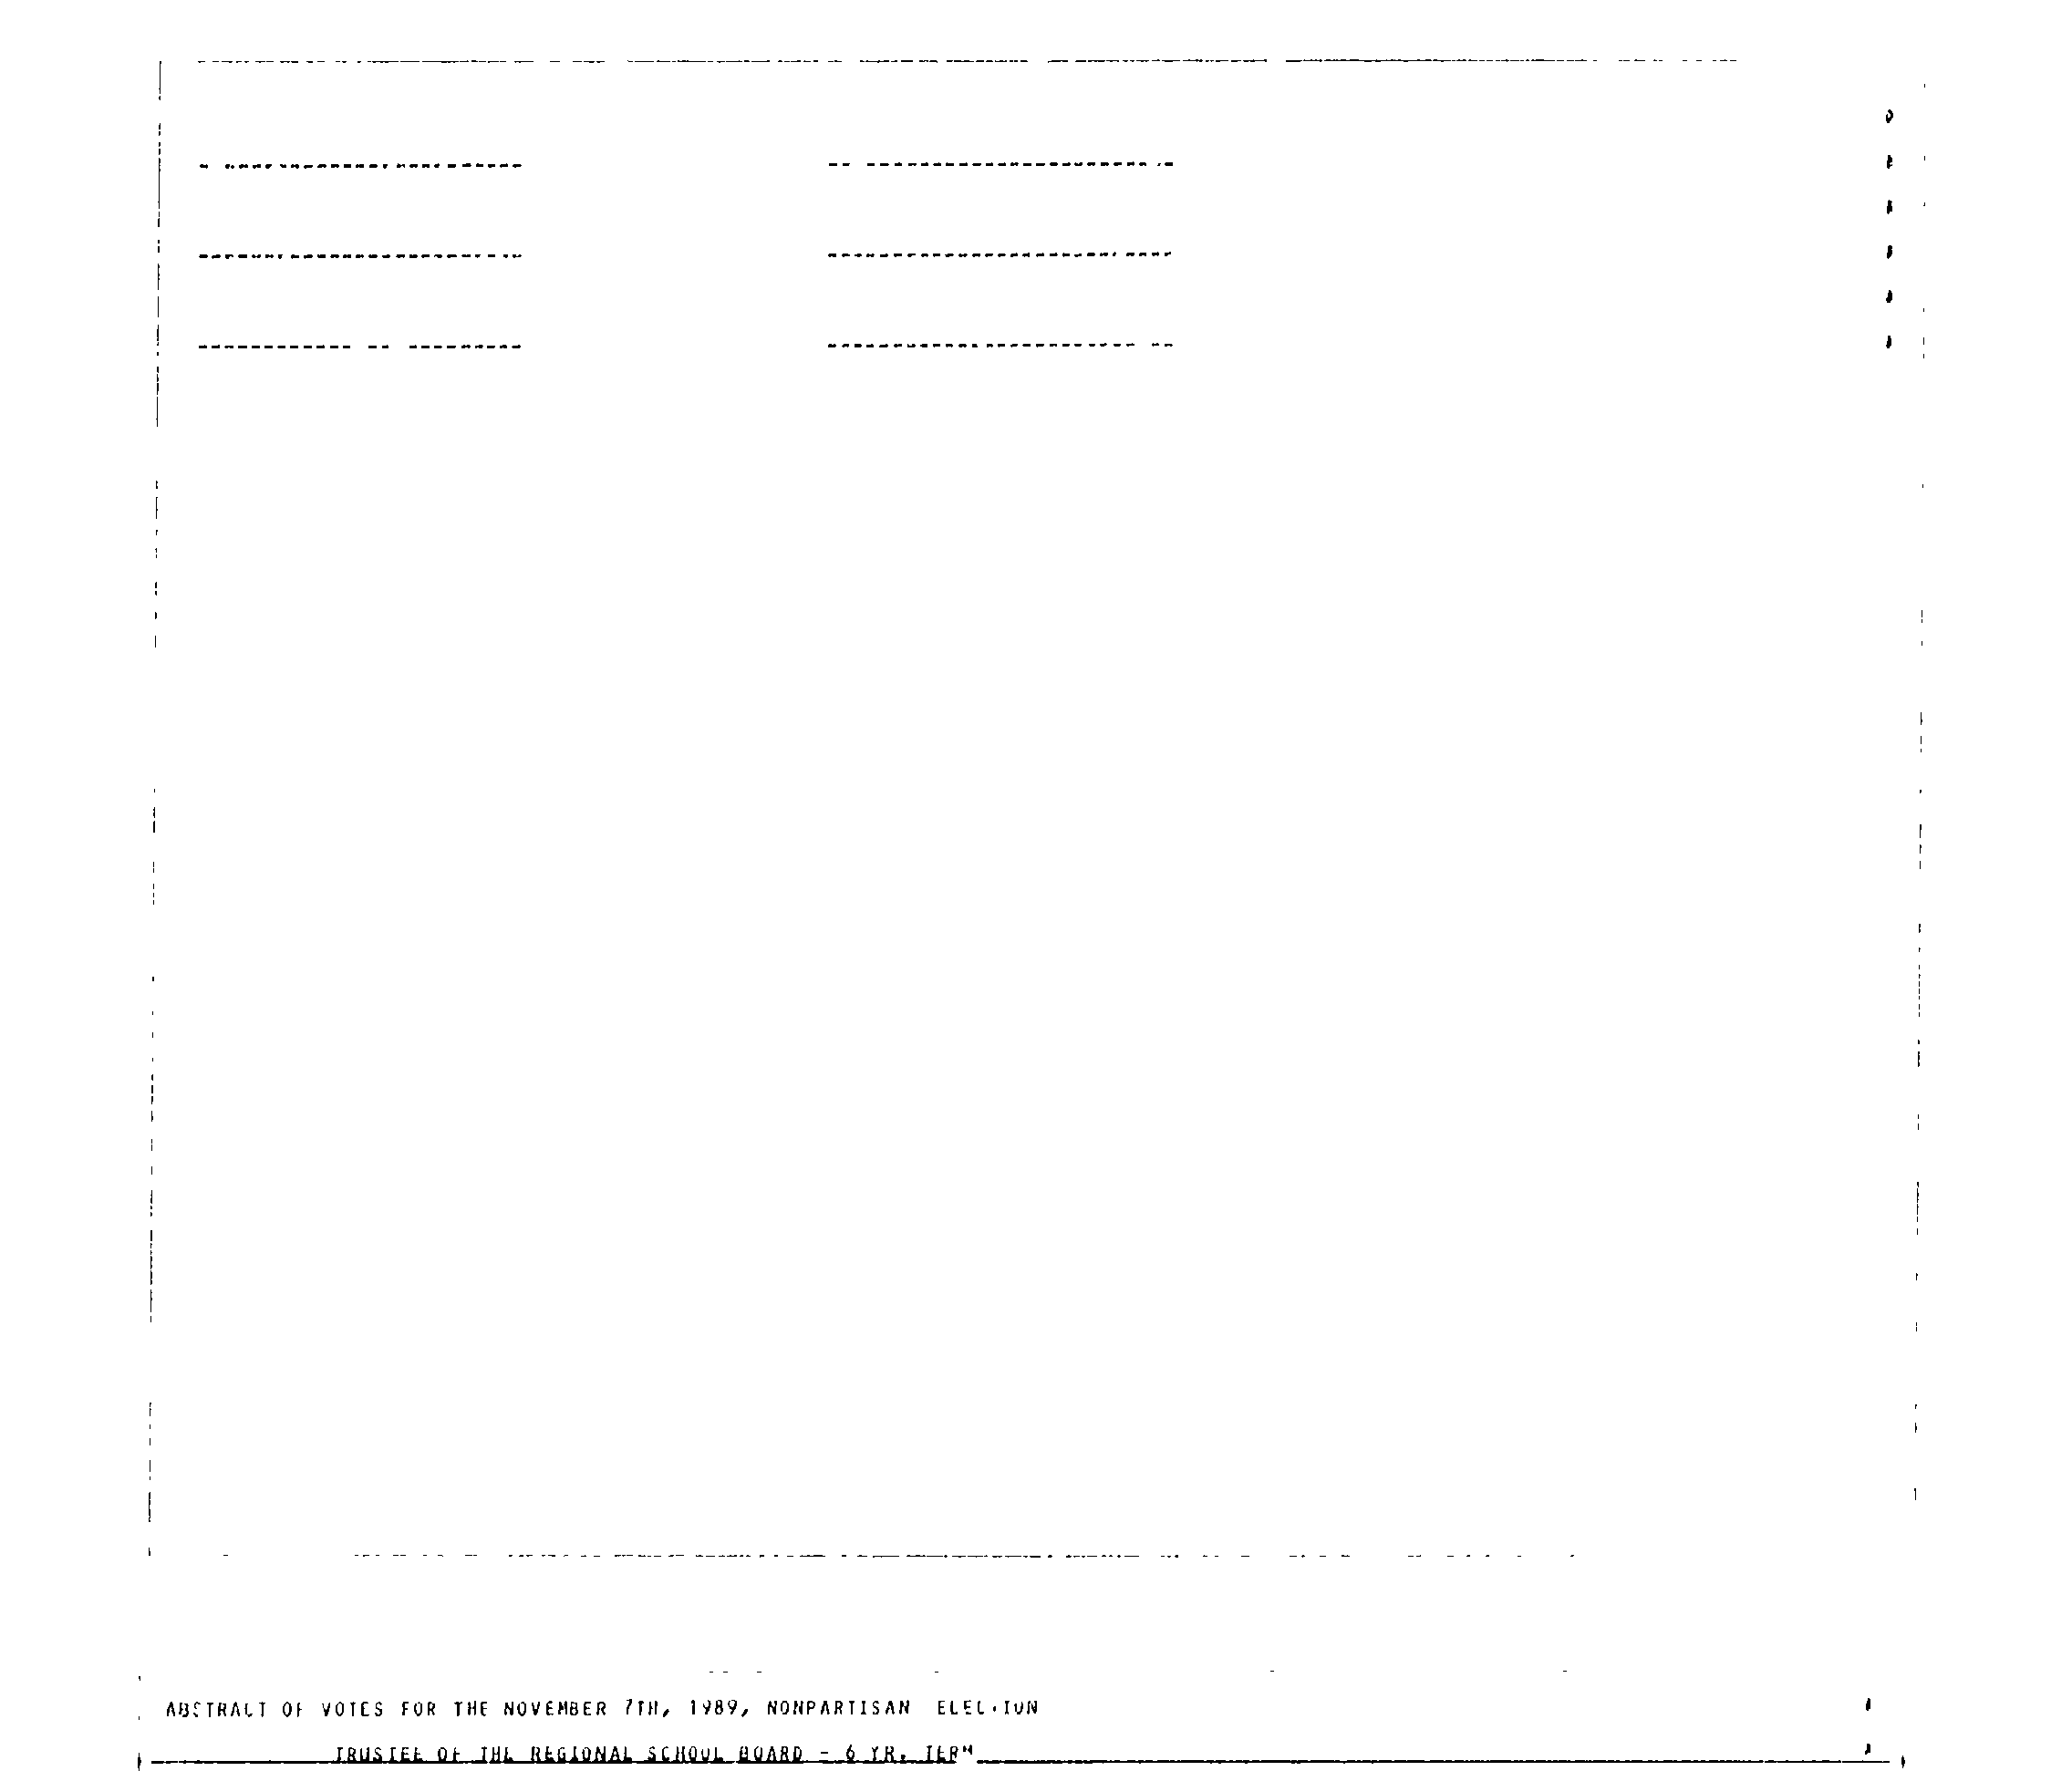 ABSTRACT OF VOTES FOR THE NOVEMBER 7TH, 1989, NONPARTISAN ELECTION
TRUSTEE OF THE REGIONAL SCHOOL BOARD - 6 YR. TERM